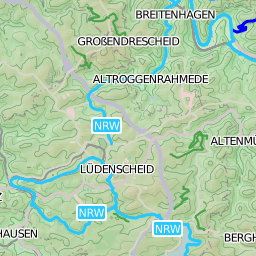 BREITENHAGEN
GROßENDRESCHEID
ALTROGGENRAHMEDE
NRW
ALTENMÜ
LÜDENSCHEID
Z
NRW
NRW
HAUSEN
BERGH